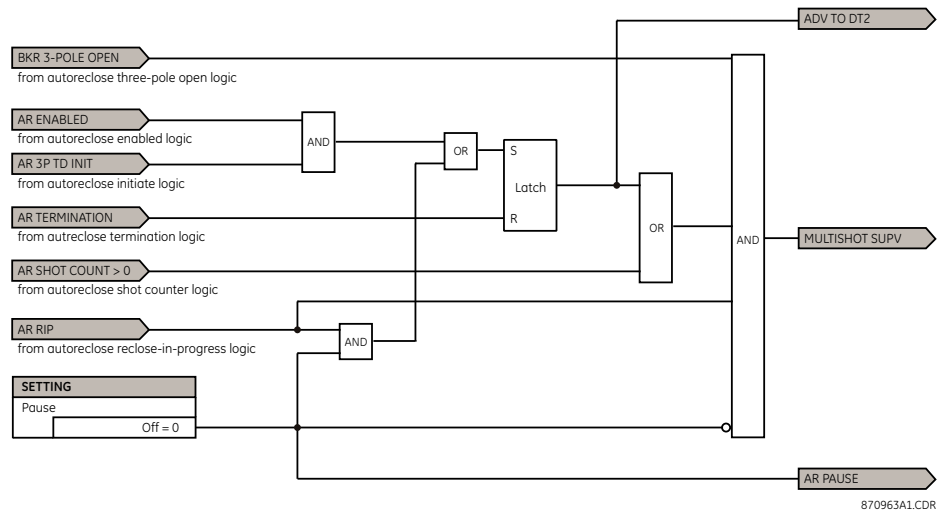 ADV TO DT2
BKR 3-POLE OPEN
from autoreclose three-pole open logic
AR ENABLED
from autoreclose enabled logic
AR 3P TD INIT
from autoreclose initiate logic
AND
OR
S
Latch
R
AR TERMINATION
from autreclose termination logic
OR
AND
MULTISHOT SUPV
AR SHOT COUNT > 0
from autoreclose shot counter logic
AR RIP
from autoreclose reclose-in-progress logic
AND
SETTING
Pause
Off = 0
AR PAUSE
870963A1.CDR